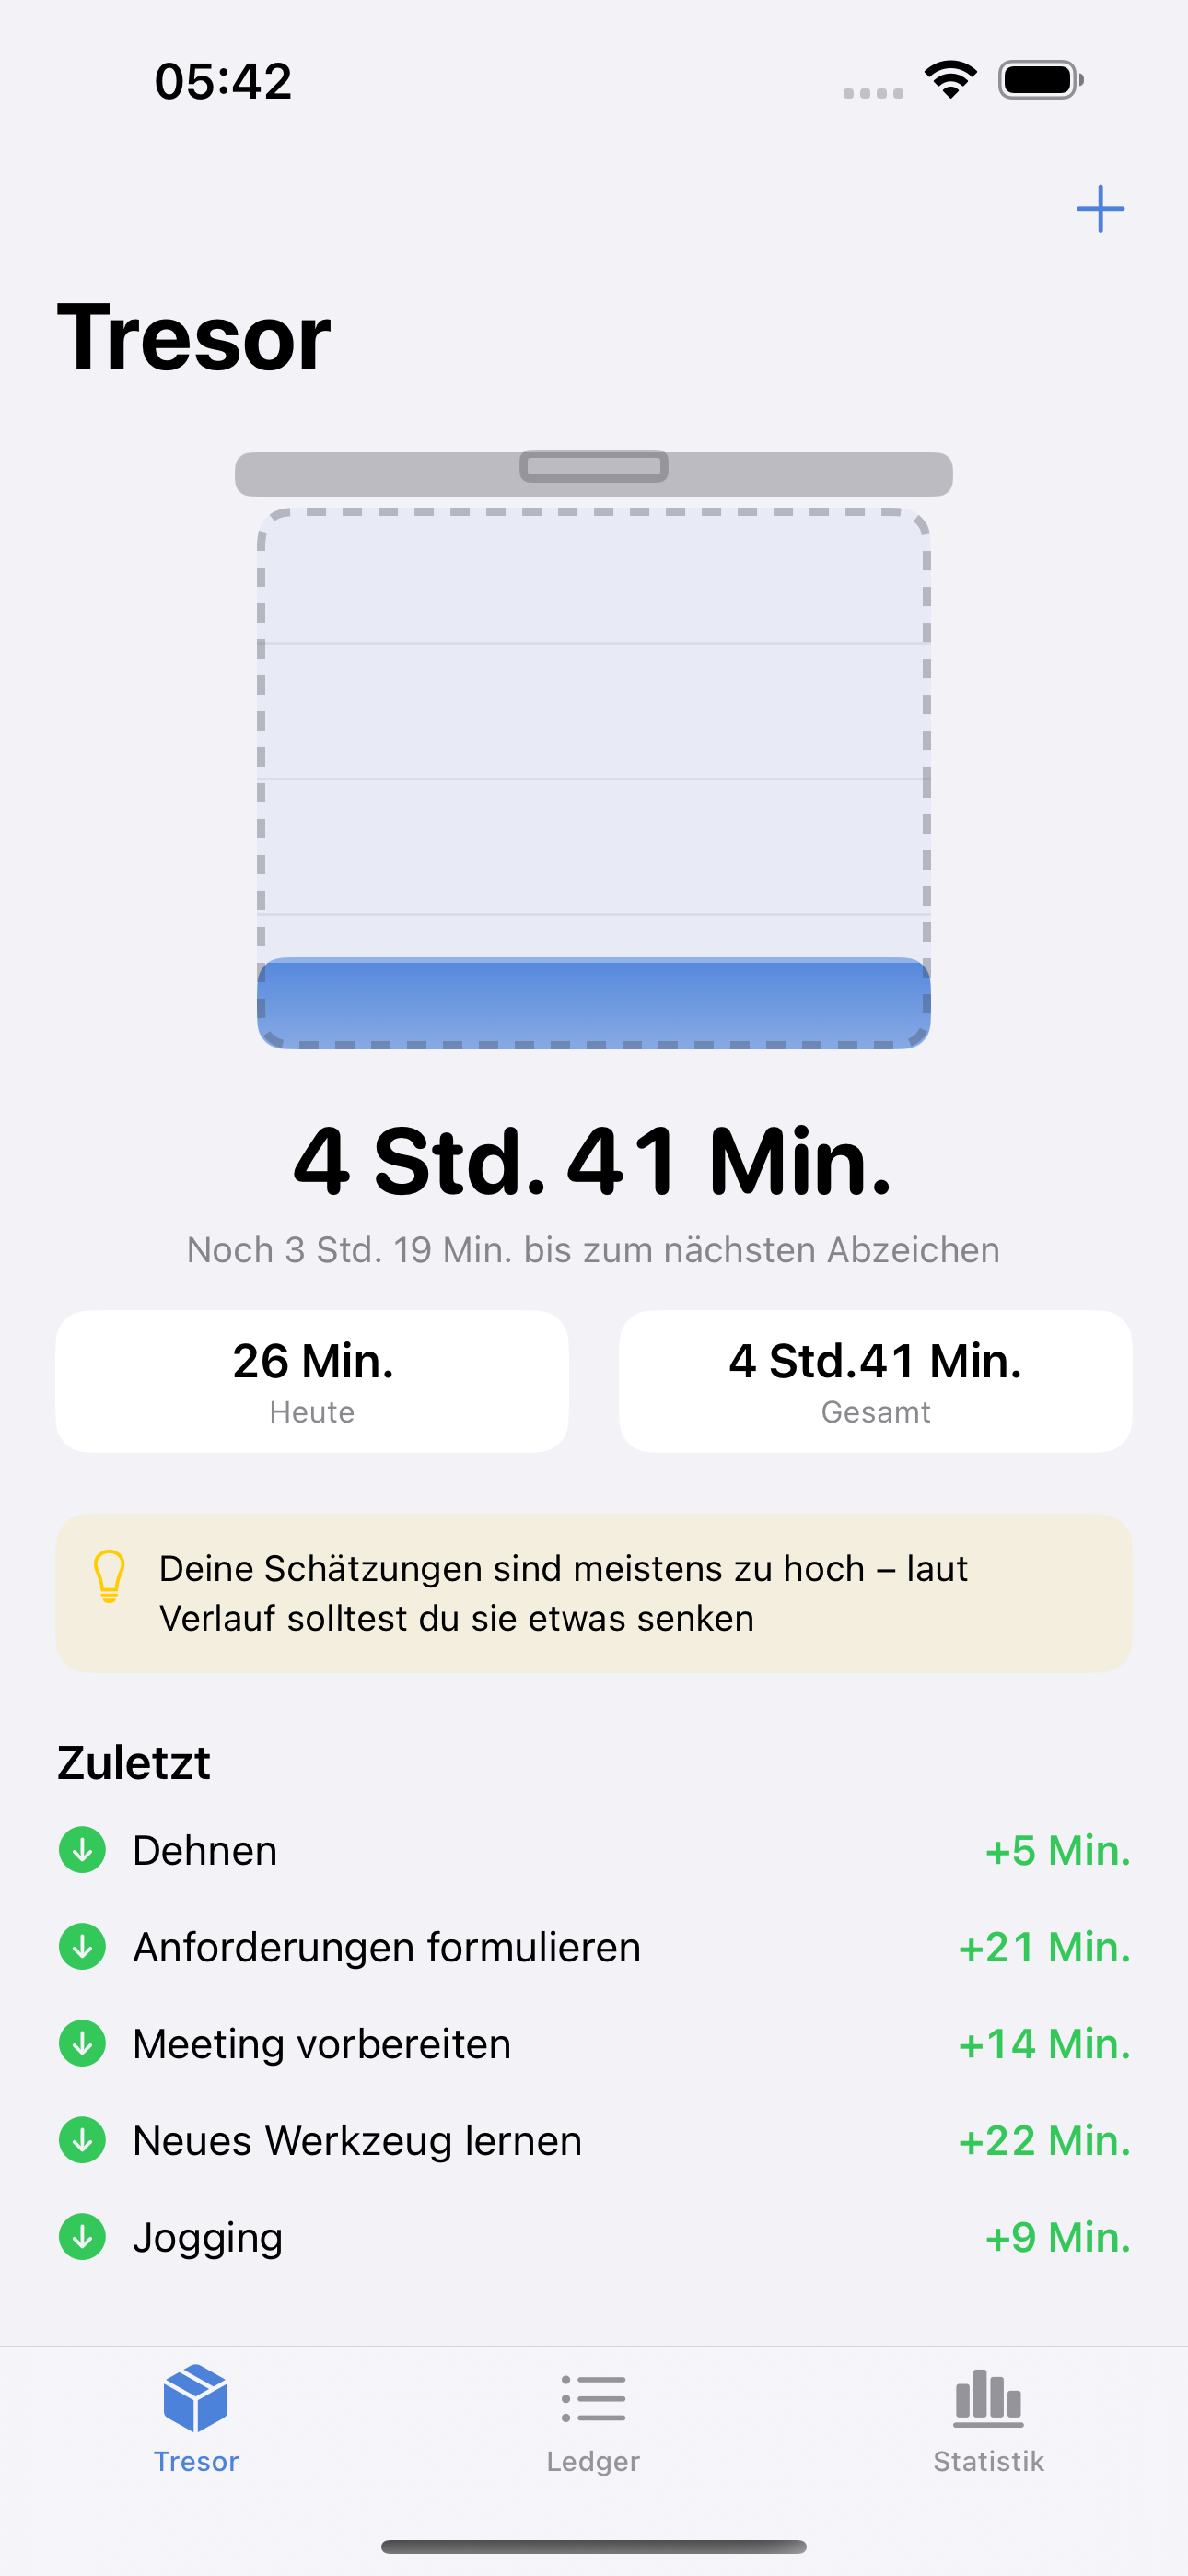 05:42
Tresor
4 Std. 41 Min.
Noch 3 Std. 19 Min. bis zum nächsten Abzeichen
26 Min.
Heute
4 Std.41 Min.
Gesamt
Deine Schätzungen sind meistens zu hoch – laut
Verlauf solltest du sie etwas senken
Zuletzt
Dehnen +5 Min.
Anforderungen formulieren +21 Min.
Meeting vorbereiten +14 Min.
Neues Werkzeug lernen +22 Min.
Jogging +9 Min.
Tresor Ledger Statistik